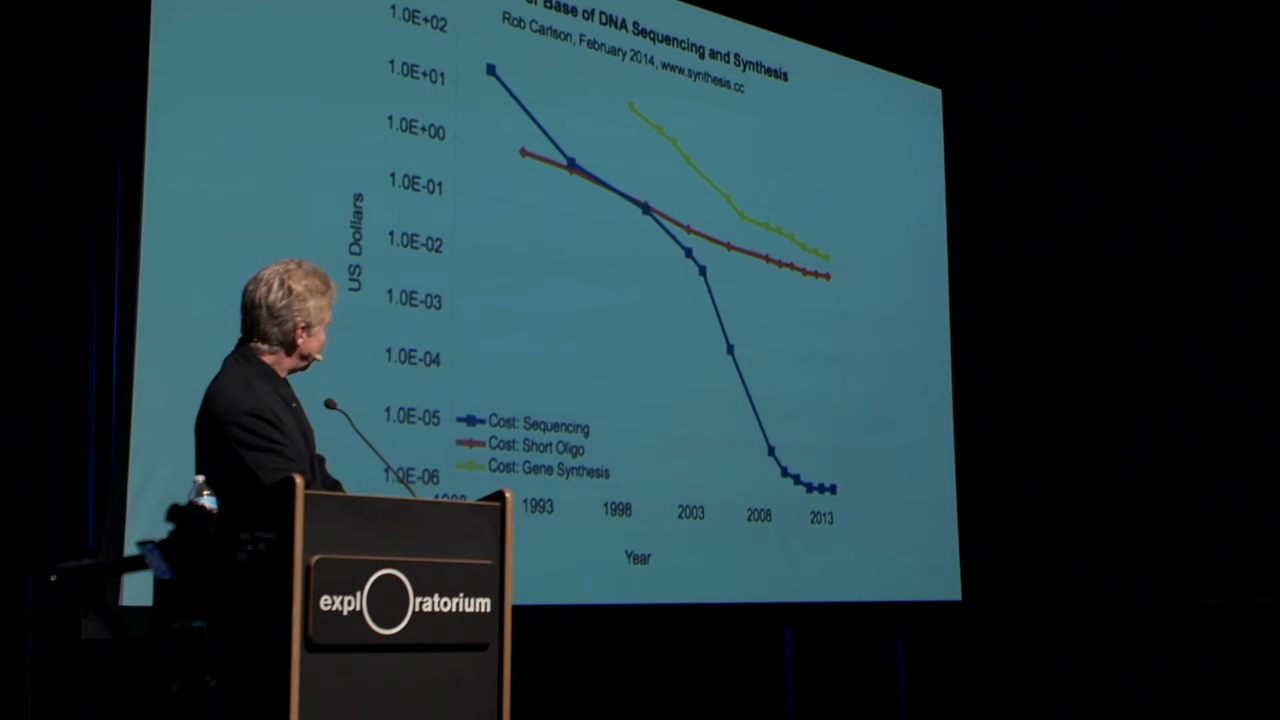 Base of DNA Sequencing and Synthesis
Rob Carlson, February 2014, www.synthesis.cc
1.0E+02
1.0E+01
1.0E+00
1.0E-01
1.0E-02
1.0E-03
1.0E-04
1.0E-05
1.0E-06
US Dollars
Cost: Sequencing
Cost: Short Oligo
Cost: Gene Synthesis
1993
1998
2003
2008
2013
Year
expl ratorium